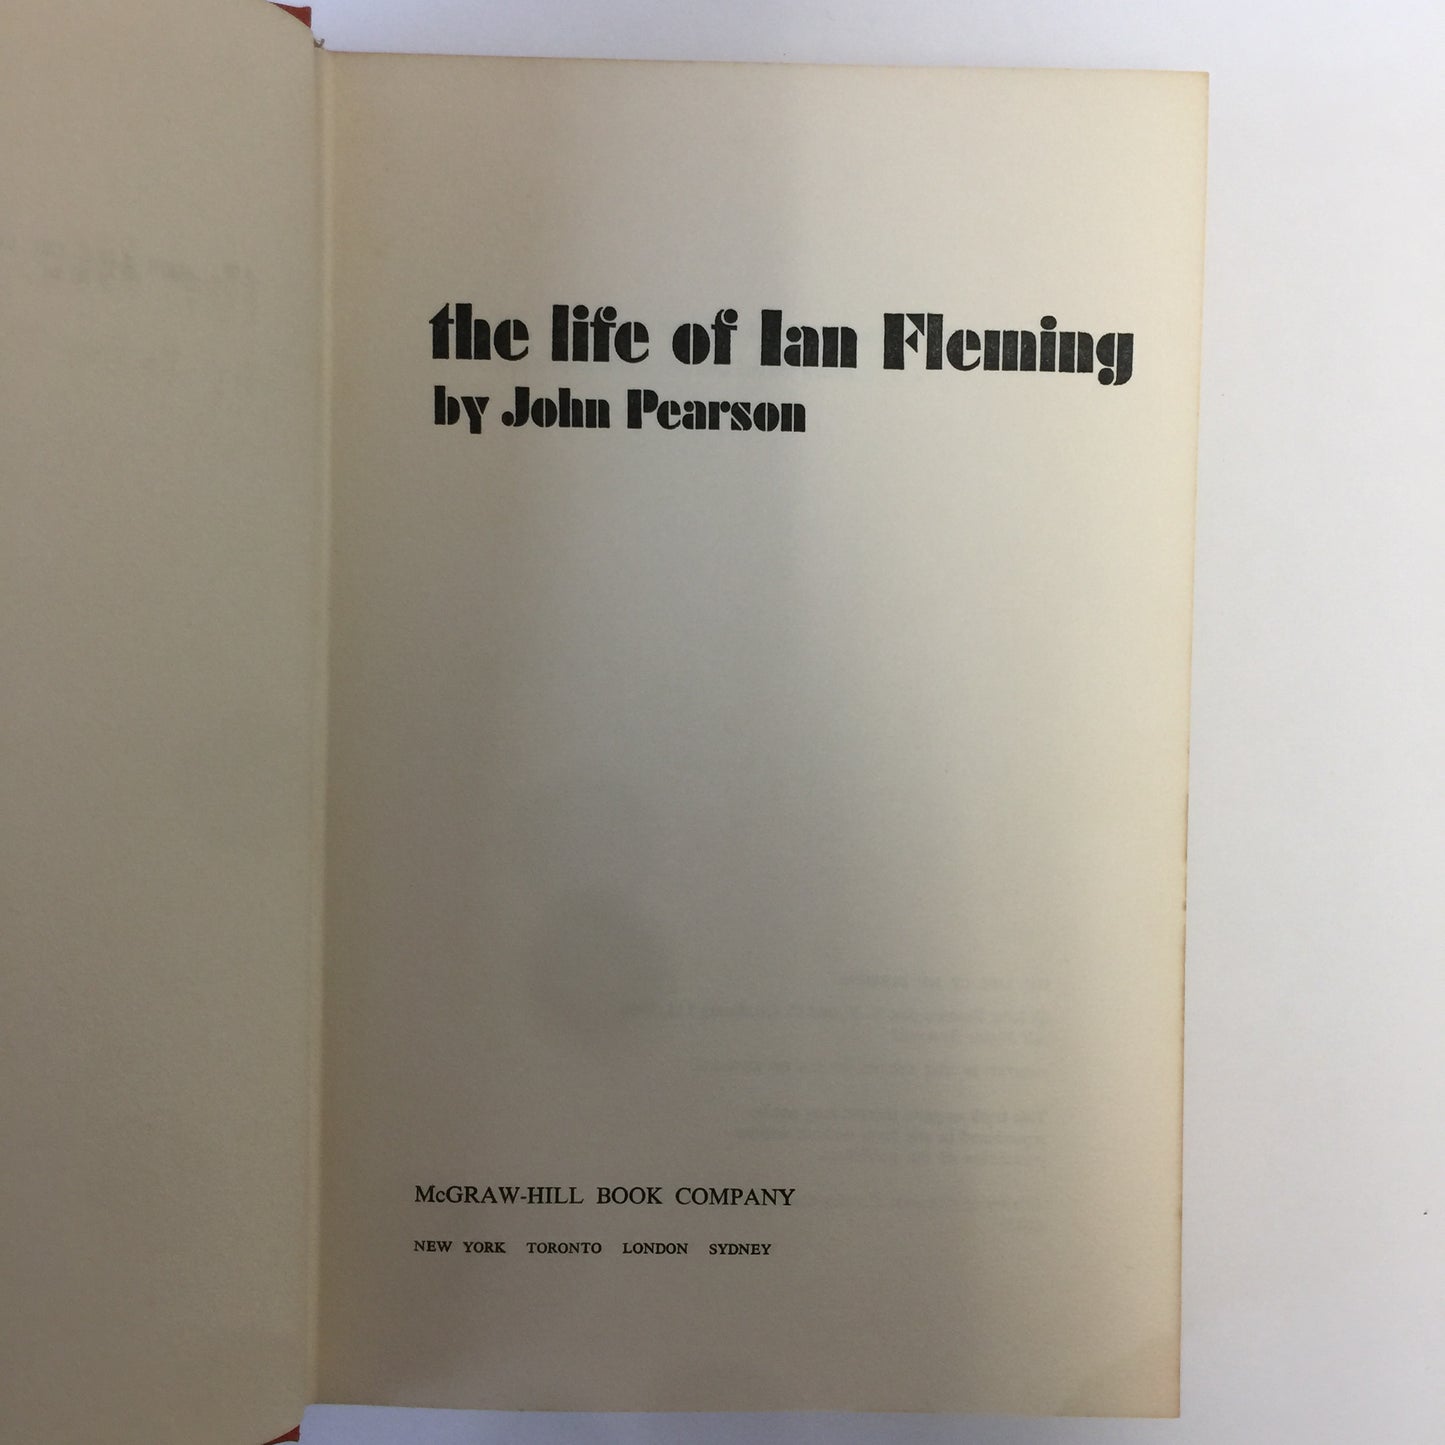 the life of Ian Fleming
by John Pearson
McGRAW-HILL BOOK COMPANY
NEW YORK TORONTO LONDON SYDNEY